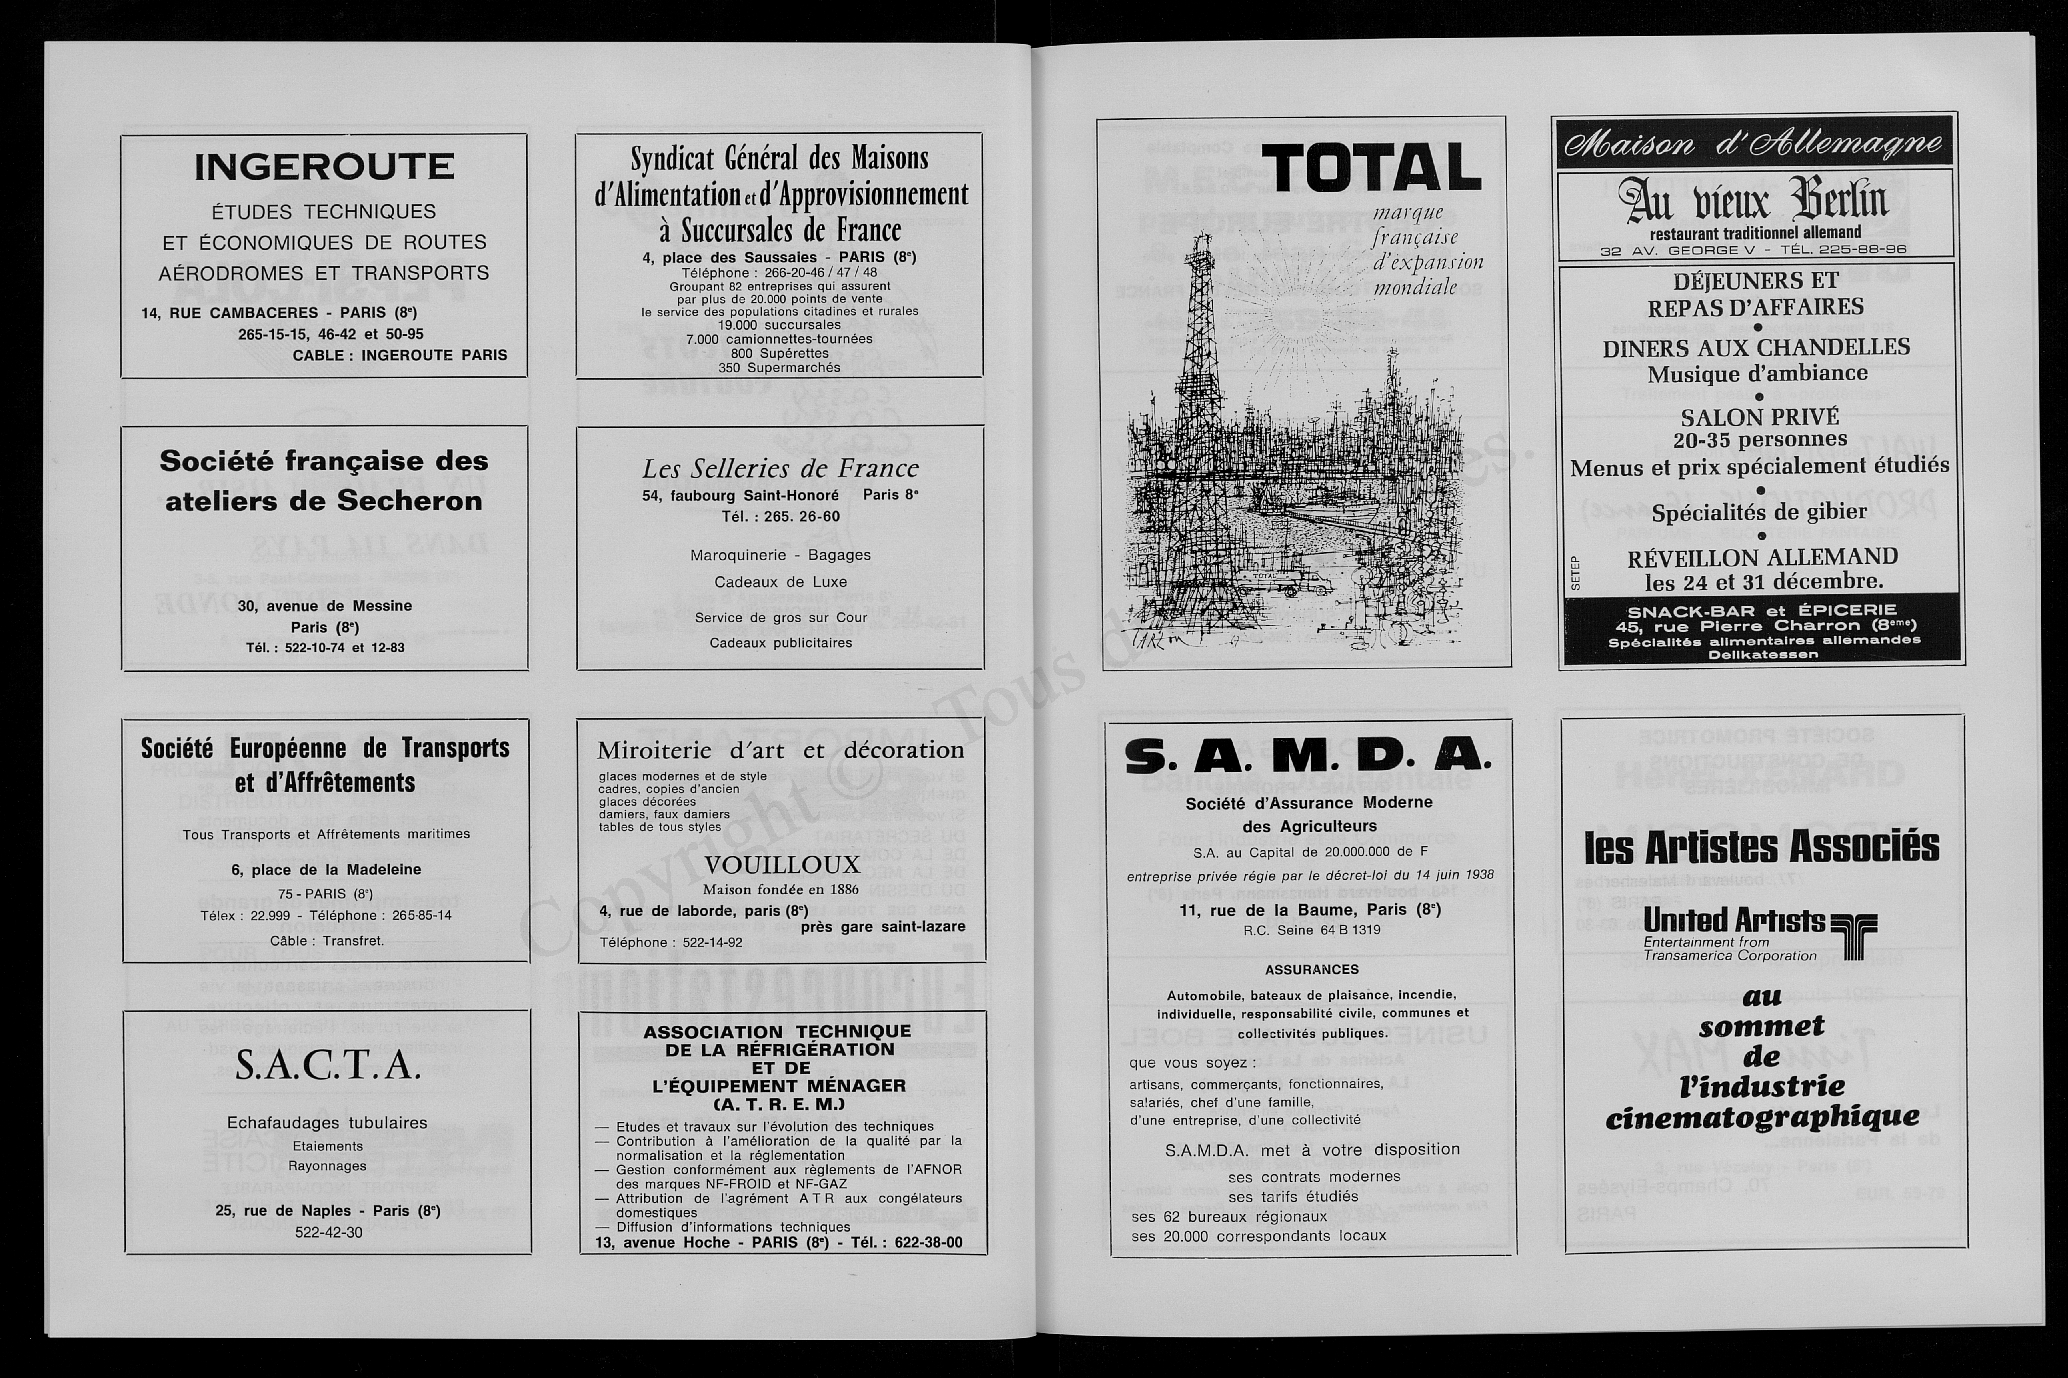 INGEROUTE
ÉTUDES TECHNIQUES
ET ÉCONOMIQUES DE ROUTES
AÉRODROMES ET TRANSPORTS
14, RUE CAMBACERES - PARIS (8e)
265-15-15, 46-42 et 50-95
CABLE : INGEROUTE PARIS
Syndicat Général des Maisons
d'Alimentation et d'Approvisionnement
à Succursales de France
4, place des Saussaies - PARIS (8e)
Téléphone : 266-20-46 / 47 / 48
Groupant 82 entreprises qui assurent
par plus de 20.000 points de vente
le service des populations citadines et rurales
19.000 succursales
7.000 camionnettes-tournées
800 Supérettes
350 Supermarchés
Société française des
ateliers de Secheron
30, avenue de Messine
Paris (8e)
Tél. : 522-10-74 et 12-83
Les Selleries de France
54, faubourg Saint-Honoré Paris 8e
Tél. : 265. 26-60
Maroquinerie - Bagages
Cadeaux de Luxe
Service de gros sur Cour
Cadeaux publicitaires
Société Européenne de Transports
et d'Affrêtements
Tous Transports et Affrêtements maritimes
6, place de la Madeleine
75 - PARIS (8e)
Télex : 22.999 - Téléphone : 265-85-14
Câble : Transfret.
Miroiterie d'art et décoration
glaces modernes et de style
cadres, copies d'ancien
glaces décorées
damiers, faux damiers
tables de tous styles
VOUILLOUX
Maison fondée en 1886
4, rue de laborde, paris (8e)
près gare saint-lazare
Téléphone : 522-14-92
S.A.C.T.A.
Echafaudages tubulaires
Etaiements
Rayonnages
25, rue de Naples - Paris (8e)
522-42-30
ASSOCIATION TECHNIQUE
DE LA RÉFRIGÉRATION
ET DE
L'ÉQUIPEMENT MÉNAGER
(A. T. R. E. M.)
— Etudes et travaux sur l'évolution des techniques
— Contribution à l'amélioration de la qualité par la
normalisation et la réglementation
— Gestion conformément aux règlements de l'AFNOR
des marques NF-FROID et NF-GAZ
— Attribution de l'agrément A T R aux congélateurs
domestiques
— Diffusion d'informations techniques
13, avenue Hoche - PARIS (8e) - Tél. : 622-38-00
TOTAL
marque
française
d'expansion
mondiale
TOTAL
Maison d'Allemagne
Au vieux Berlin
restaurant traditionnel allemand
32 AV. GEORGE V - TÉL. 225-88-96
DÉJEUNERS ET
REPAS D'AFFAIRES
•
DINERS AUX CHANDELLES
Musique d'ambiance
•
SALON PRIVÉ
20-35 personnes
Menus et prix spécialement étudiés
•
Spécialités de gibier
•
RÉVEILLON ALLEMAND
les 24 et 31 décembre.
SETEP
SNACK-BAR et ÉPICERIE
45, rue Pierre Charron (8eme)
Spécialités alimentaires allemandes
Delikatessen
S. A. M. D. A.
Société d'Assurance Moderne
des Agriculteurs
S.A. au Capital de 20.000.000 de F
entreprise privée régie par le décret-loi du 14 juin 1938
11, rue de la Baume, Paris (8e)
R.C. Seine 64 B 1319
ASSURANCES
Automobile, bateaux de plaisance, incendie,
individuelle, responsabilité civile, communes et
collectivités publiques.
que vous soyez :
artisans, commerçants, fonctionnaires,
salariés, chef d'une famille,
d'une entreprise, d'une collectivité
S.A.M.D.A. met à votre disposition
ses contrats modernes
ses tarifs étudiés
ses 62 bureaux régionaux
ses 20.000 correspondants locaux
les Artistes Associés
United Artists
Entertainment from
Transamerica Corporation
au
sommet
de
l'industrie
cinematographique
Copyright © Tous